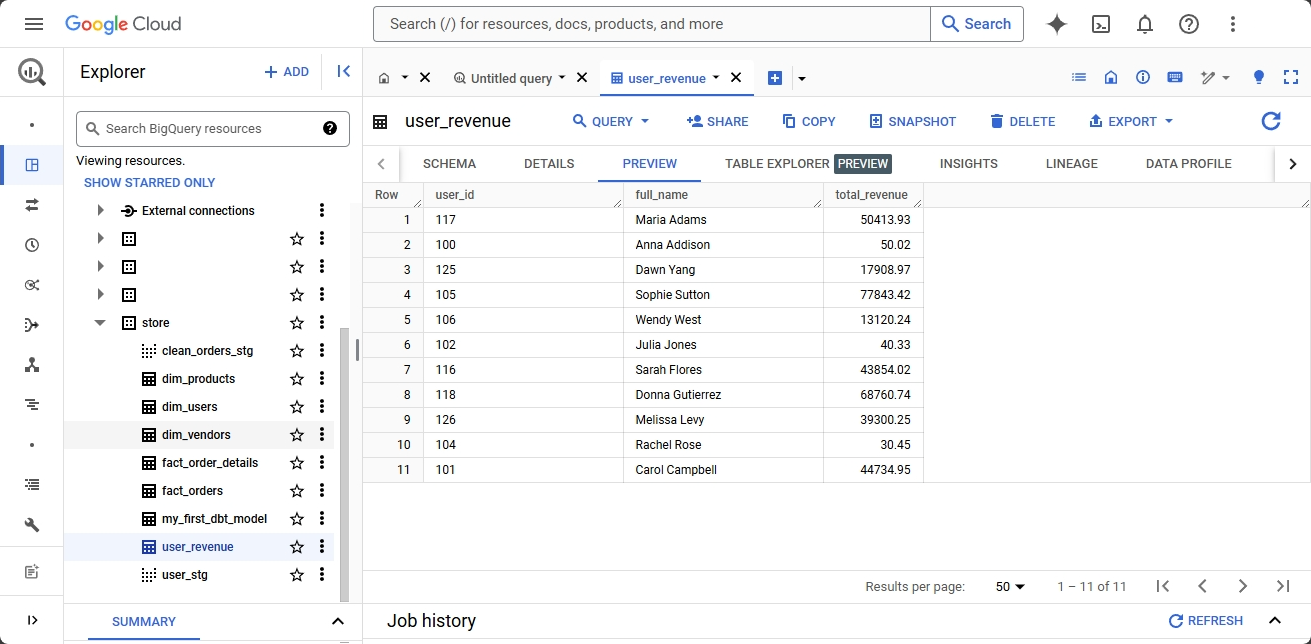 Google Cloud
Search (/) for resources, docs, products, and more
Search
Explorer
+ ADD
Untitled query
user_revenue
Search BigQuery resources
Viewing resources.
SHOW STARRED ONLY
External connections
store
clean_orders_stg
dim_products
dim_users
dim_vendors
fact_order_details
fact_orders
my_first_dbt_model
user_revenue
user_stg
SUMMARY
user_revenue
QUERY SHARE COPY SNAPSHOT DELETE EXPORT
SCHEMA DETAILS PREVIEW TABLE EXPLORER PREVIEW INSIGHTS LINEAGE DATA PROFILE
Row user_id full_name total_revenue
1 117 Maria Adams 50413.93
2 100 Anna Addison 50.02
3 125 Dawn Yang 17908.97
4 105 Sophie Sutton 77843.42
5 106 Wendy West 13120.24
6 102 Julia Jones 40.33
7 116 Sarah Flores 43854.02
8 118 Donna Gutierrez 68760.74
9 126 Melissa Levy 39300.25
10 104 Rachel Rose 30.45
11 101 Carol Campbell 44734.95
Results per page: 50 1 – 11 of 11
Job history
REFRESH